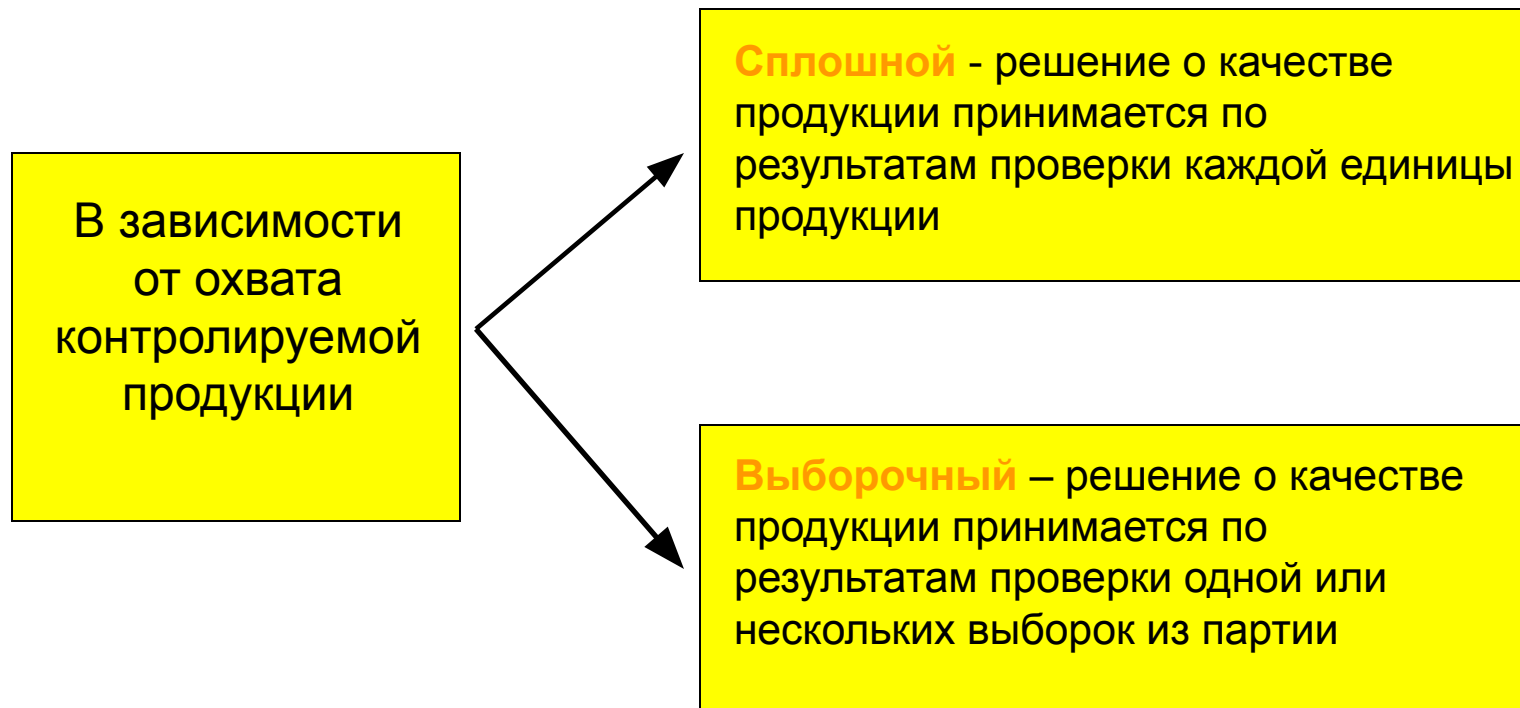 В зависимости
от охвата
контролируемой
продукции
Сплошной - решение о качестве
продукции принимается по
результатам проверки каждой единицы
продукции
Выборочный – решение о качестве
продукции принимается по
результатам проверки одной или
нескольких выборок из партии